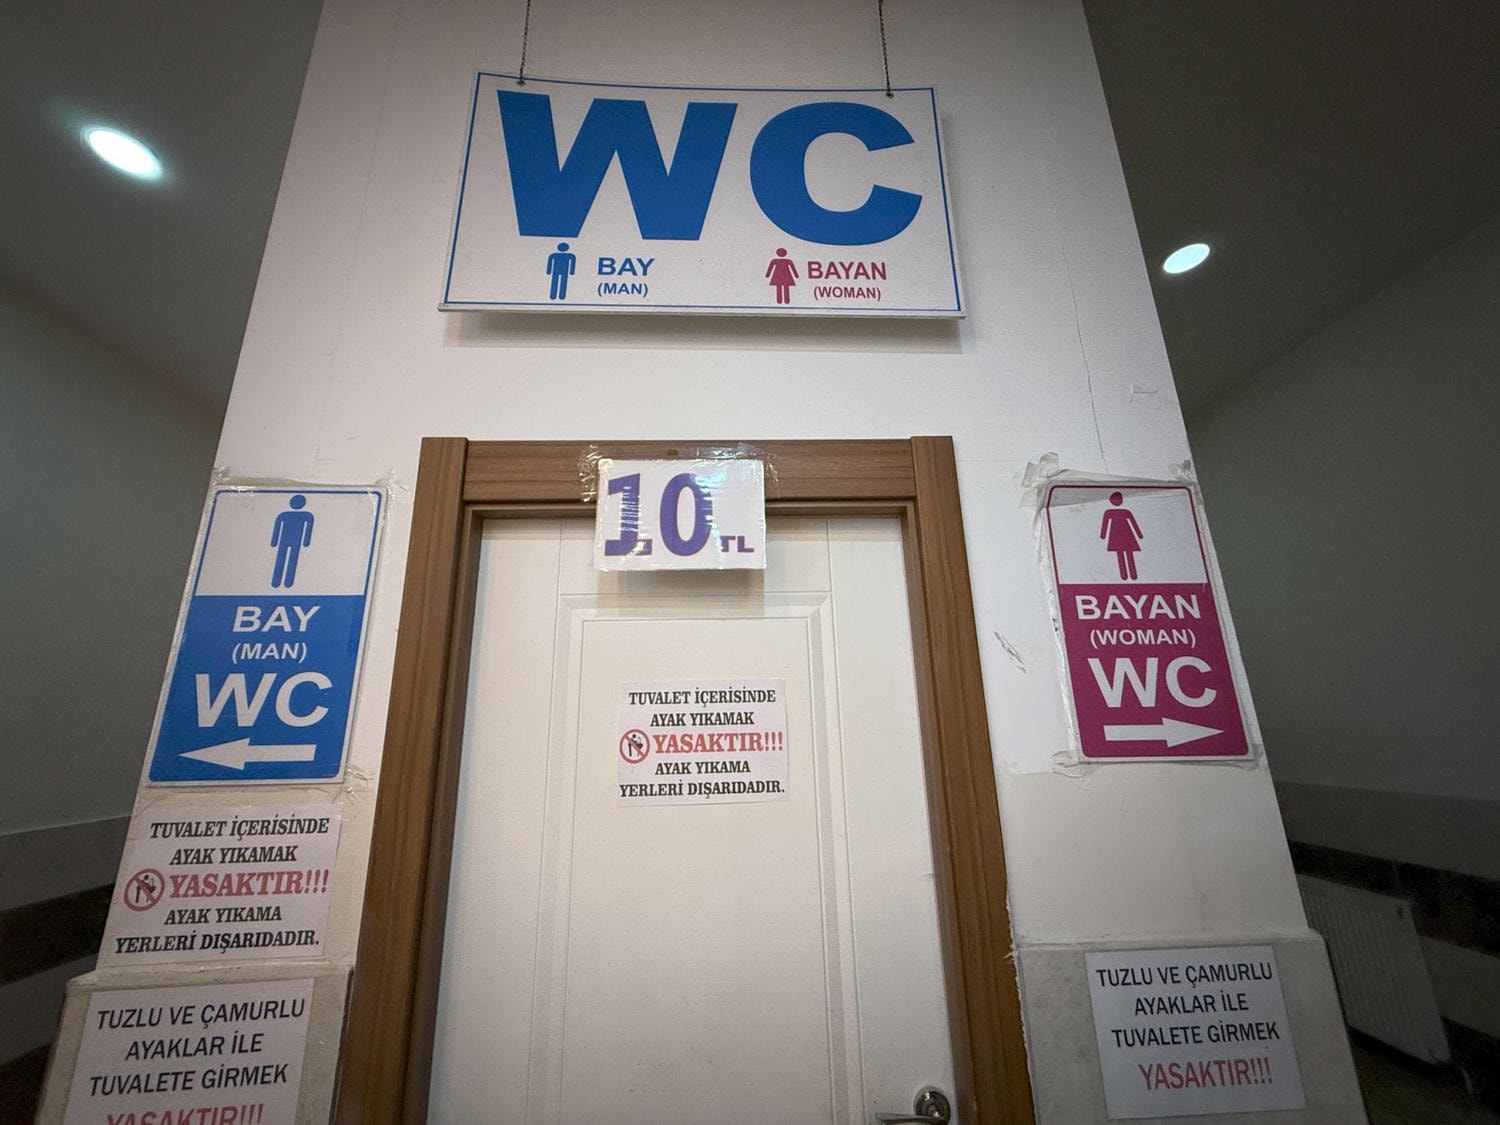 WC
BAY
(MAN)
BAYAN
(WOMAN)
10 TL
BAY
(MAN)
WC
BAYAN
(WOMAN)
WC
TUVALET İÇERİSİNDE
AYAK YIKAMAK
YASAKTIR!!!
AYAK YIKAMA
YERLERİ DIŞARIDADIR.
TUVALET İÇERİSİNDE
AYAK YIKAMAK
YASAKTIR!!!
AYAK YIKAMA
YERLERİ DIŞARIDADIR.
TUZLU VE ÇAMURLU
AYAKLAR İLE
TUVALETE GİRMEK
YASAKTIR!!!
TUZLU VE ÇAMURLU
AYAKLAR İLE
TUVALETE GİRMEK
YASAKTIR!!!